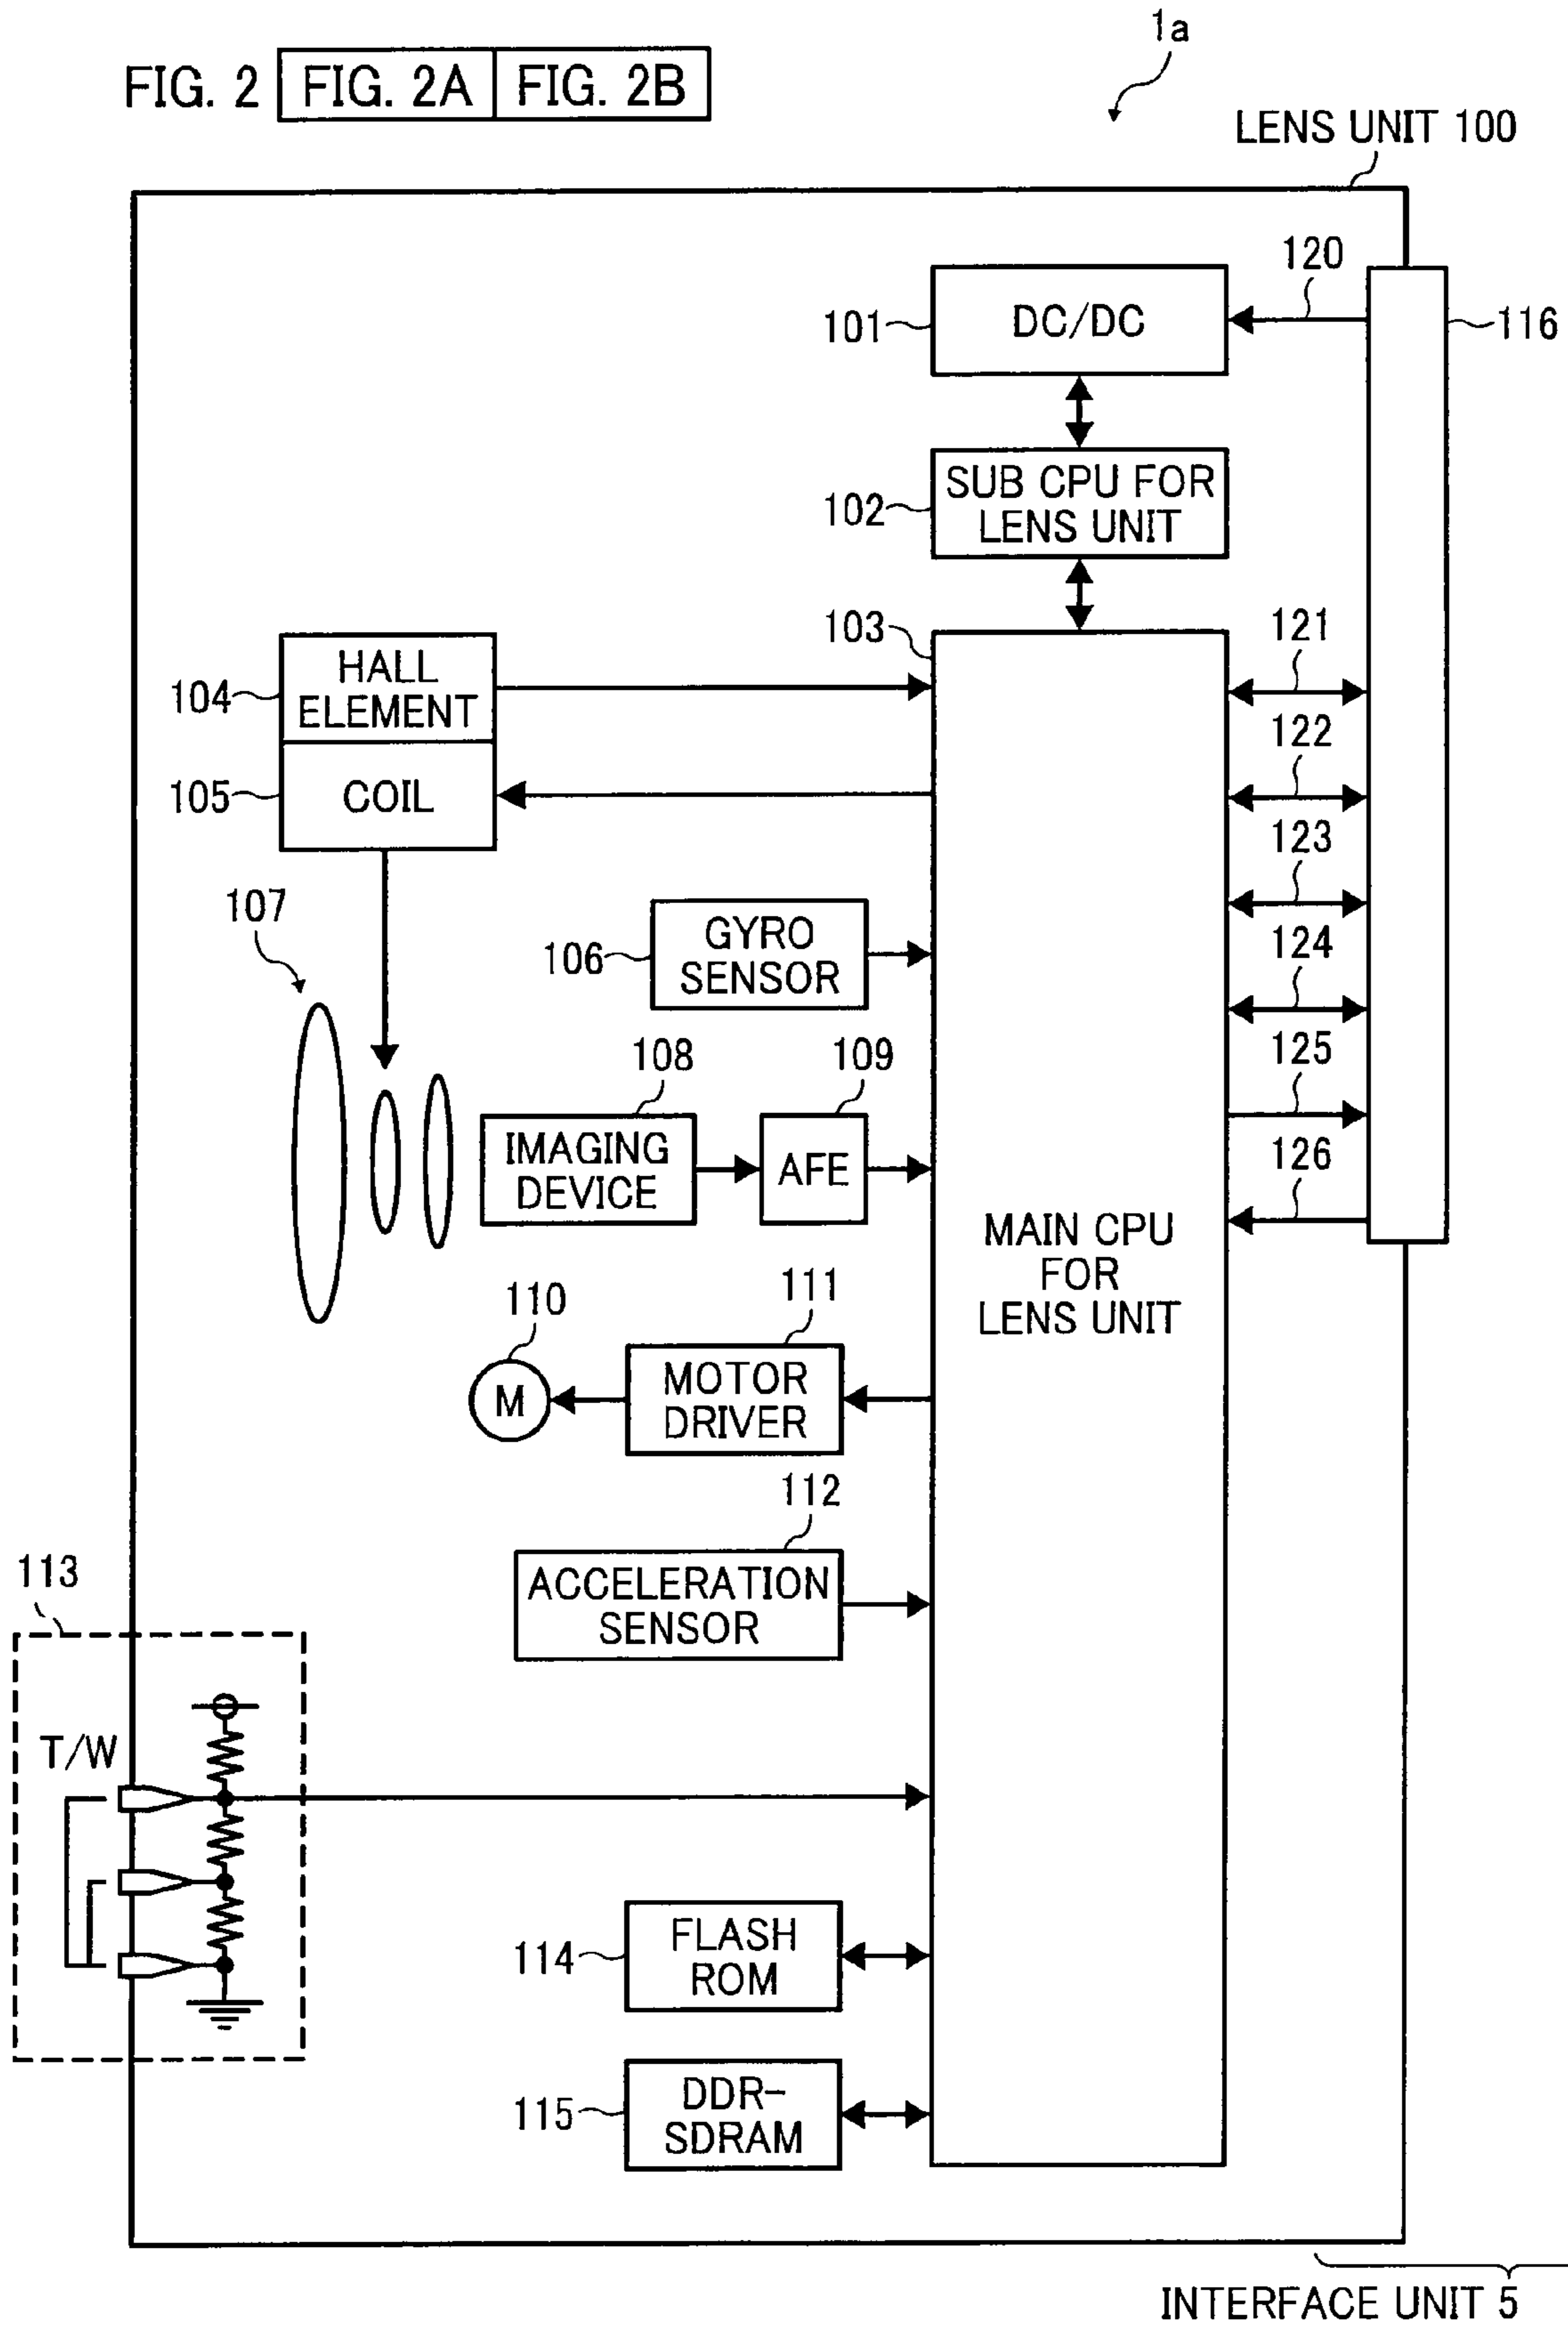 1a
FIG. 2 FIG. 2A FIG. 2B
LENS UNIT 100
120
101 DC/DC 116
102 SUB CPU FOR
LENS UNIT
103
121
104 HALL
ELEMENT
122
105 COIL
123
107
106 GYRO
SENSOR
124
108 109 125
IMAGING
DEVICE
AFE
126
MAIN CPU
FOR
LENS UNIT
110 111
M
MOTOR
DRIVER
112
ACCELERATION
SENSOR
113
T/W
114 FLASH
ROM
115 DDR-
SDRAM
INTERFACE UNIT 5